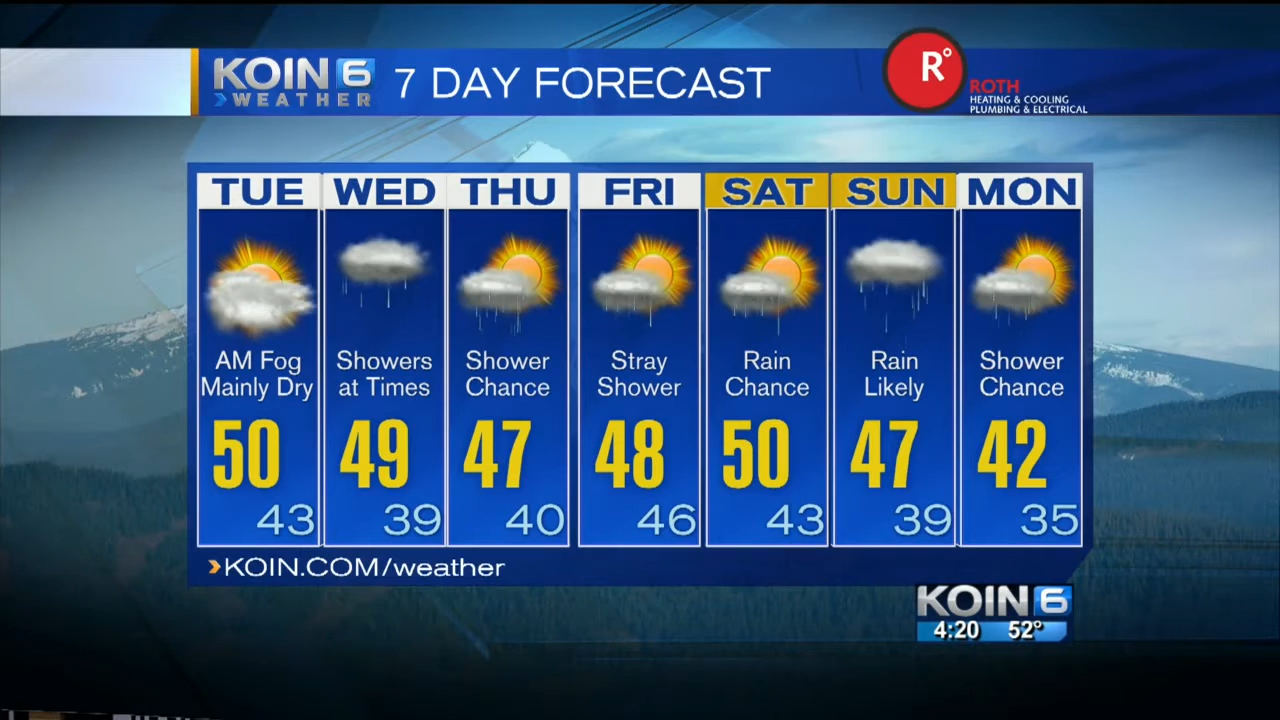 KOIN 6
WEATHER
7 DAY FORECAST
R°
ROTH
HEATING & COOLING
PLUMBING & ELECTRICAL
TUE WED THU FRI SAT SUN MON
AM Fog Showers Shower Stray Rain Rain Shower
Mainly Dry at Times Chance Shower Chance Likely Chance
50 49 47 48 50 47 42
43 39 40 46 43 39 35
KOIN.COM/weather
KOIN 6
4:20 52°